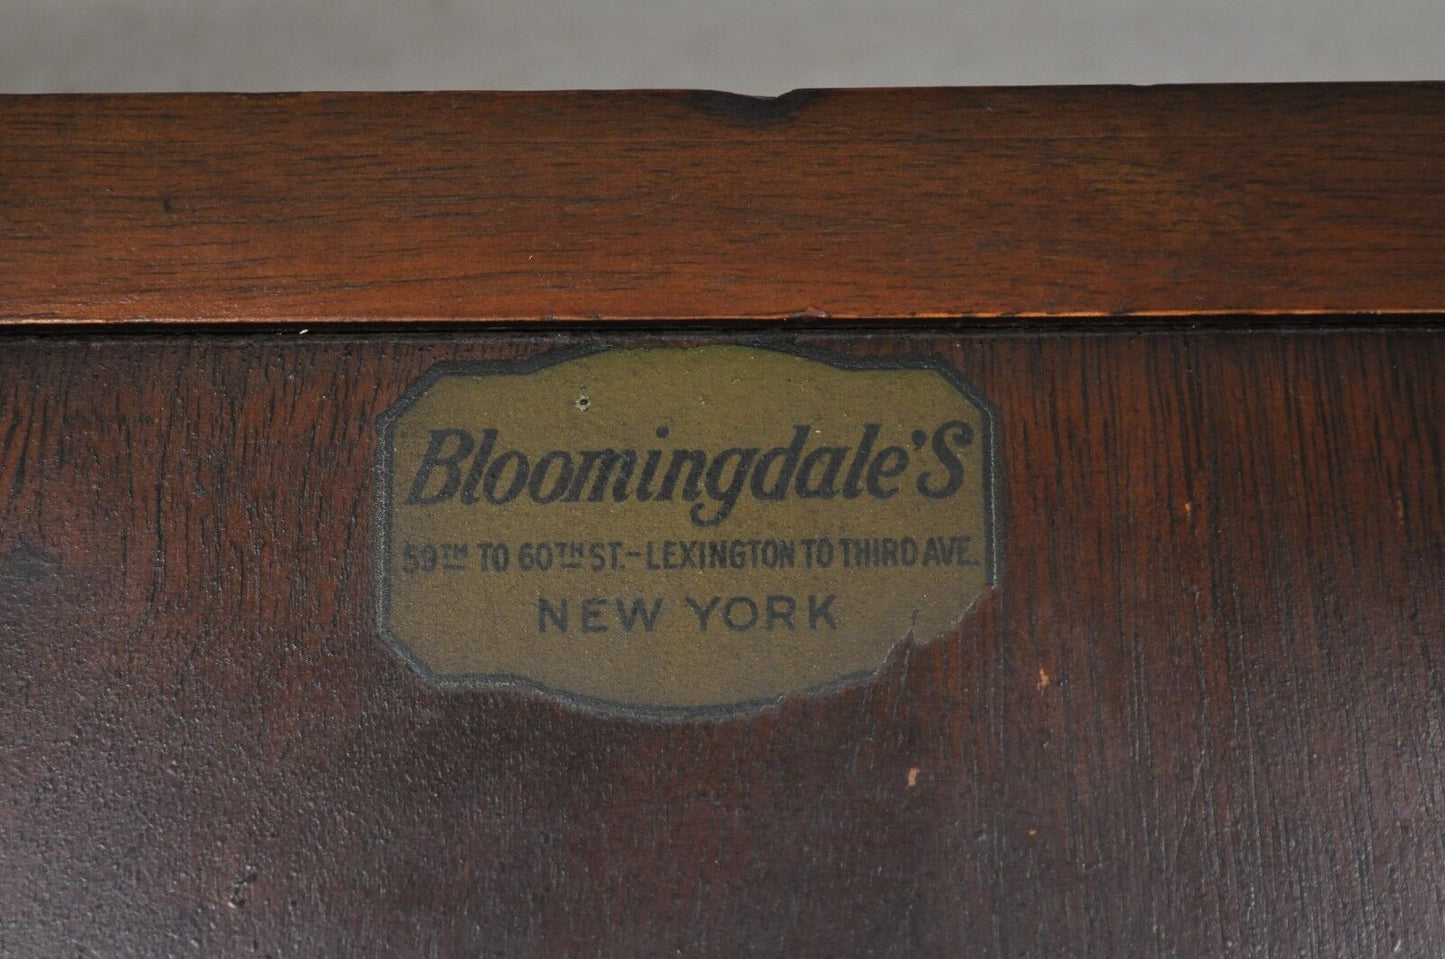 Bloomingdale'S
59TH TO 60TH ST.-LEXINGTON TO THIRD AVE.
NEW YORK